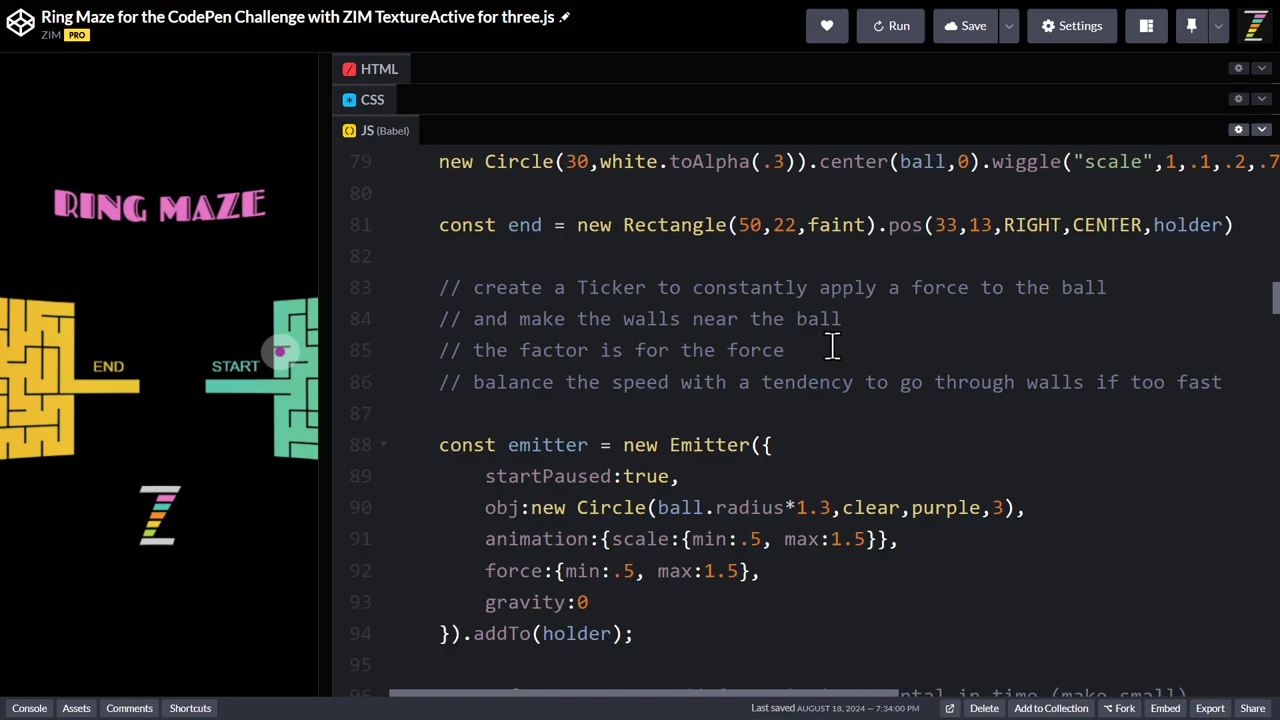 Ring Maze for the CodePen Challenge with ZIM TextureActive for three.js
ZIM PRO
Run
Save
Settings
HTML
CSS
JS (Babel)
RING MAZE
END
START
79 new Circle(30,white.toAlpha(.3)).center(ball,0).wiggle("scale",1,.1,.2,.7
80
81 const end = new Rectangle(50,22,faint).pos(33,13,RIGHT,CENTER,holder)
82
83 // create a Ticker to constantly apply a force to the ball
84 // and make the walls near the ball
85 // the factor is for the force
86 // balance the speed with a tendency to go through walls if too fast
87
88 const emitter = new Emitter({
89 startPaused:true,
90 obj:new Circle(ball.radius*1.3,clear,purple,3),
91 animation:{scale:{min:.5, max:1.5}},
92 force:{min:.5, max:1.5},
93 gravity:0
94 }).addTo(holder);
95
96 ntal in time (make small)
Console
Assets
Comments
Shortcuts
Last saved AUGUST 18, 2024 — 7:34:00 PM
Delete
Add to Collection
Fork
Embed
Export
Share